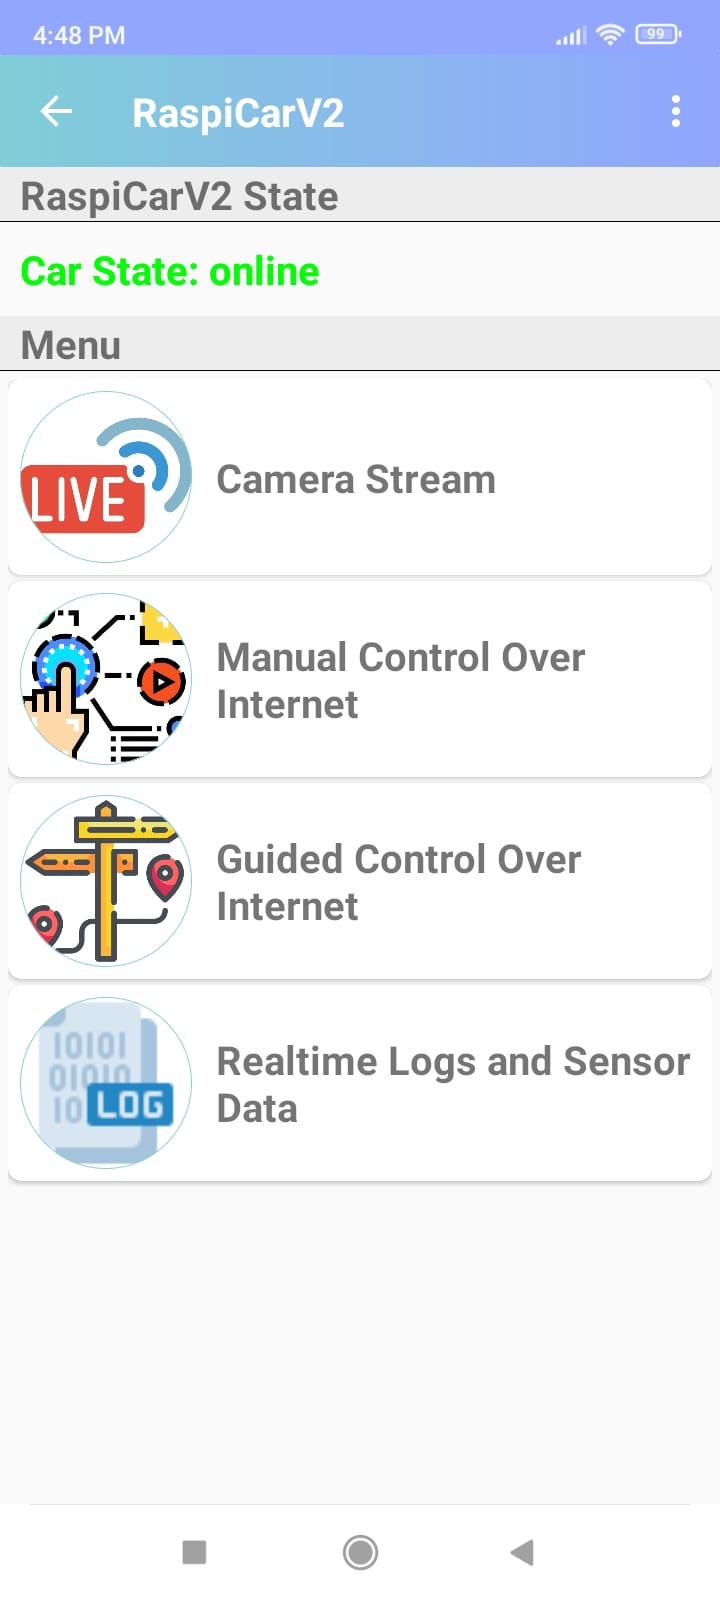 4:48 PM
99
RaspiCarV2
RaspiCarV2 State
Car State: online
Menu
LIVE
Camera Stream
Manual Control Over
Internet
Guided Control Over
Internet
10101
01010
10
LOG
Realtime Logs and Sensor
Data